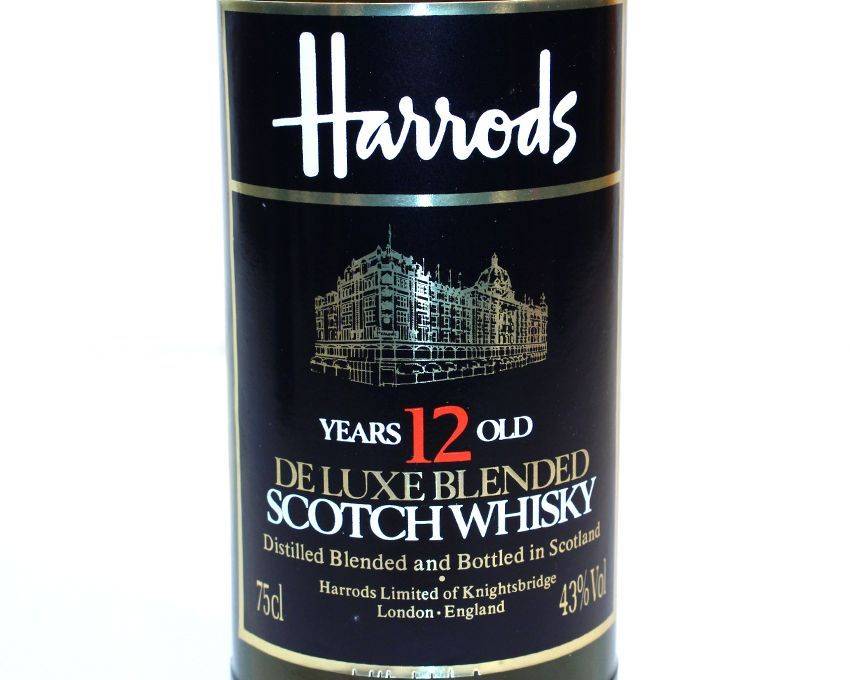 Harrods
YEARS 12 OLD
DE LUXE BLENDED
SCOTCH WHISKY
Distilled Blended and Bottled in Scotland
Harrods Limited of Knightsbridge
75cl London · England 43% Vol